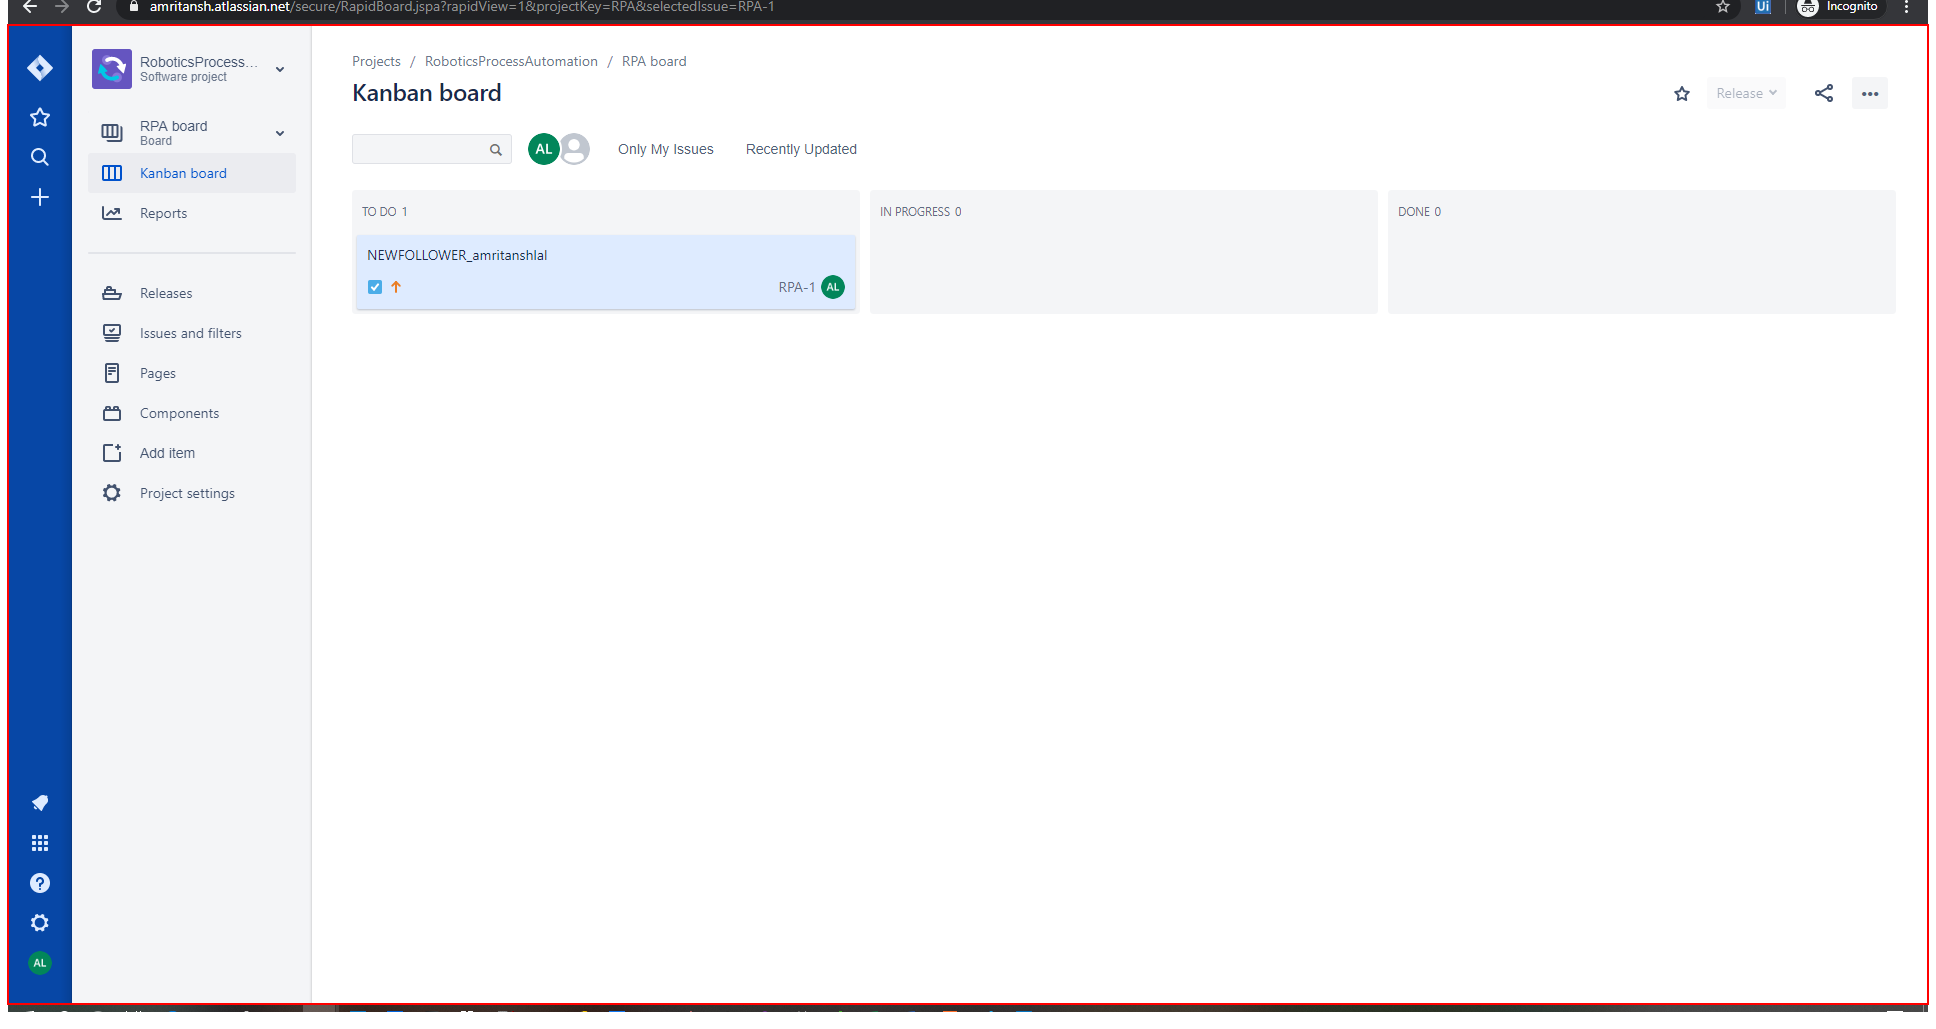 amritansh.atlassian.net/secure/RapidBoard.jspa?rapidView=1&projectKey=RPA&selectedIssue=RPA-1
Ui
Incognito
RoboticsProcess...
Software project
RPA board
Board
Kanban board
Reports
Releases
Issues and filters
Pages
Components
Add item
Project settings
AL
Projects / RoboticsProcessAutomation / RPA board
Kanban board
Release
AL
Only My Issues
Recently Updated
TO DO 1
IN PROGRESS 0
DONE 0
NEWFOLLOWER_amritanshlal
RPA-1
AL